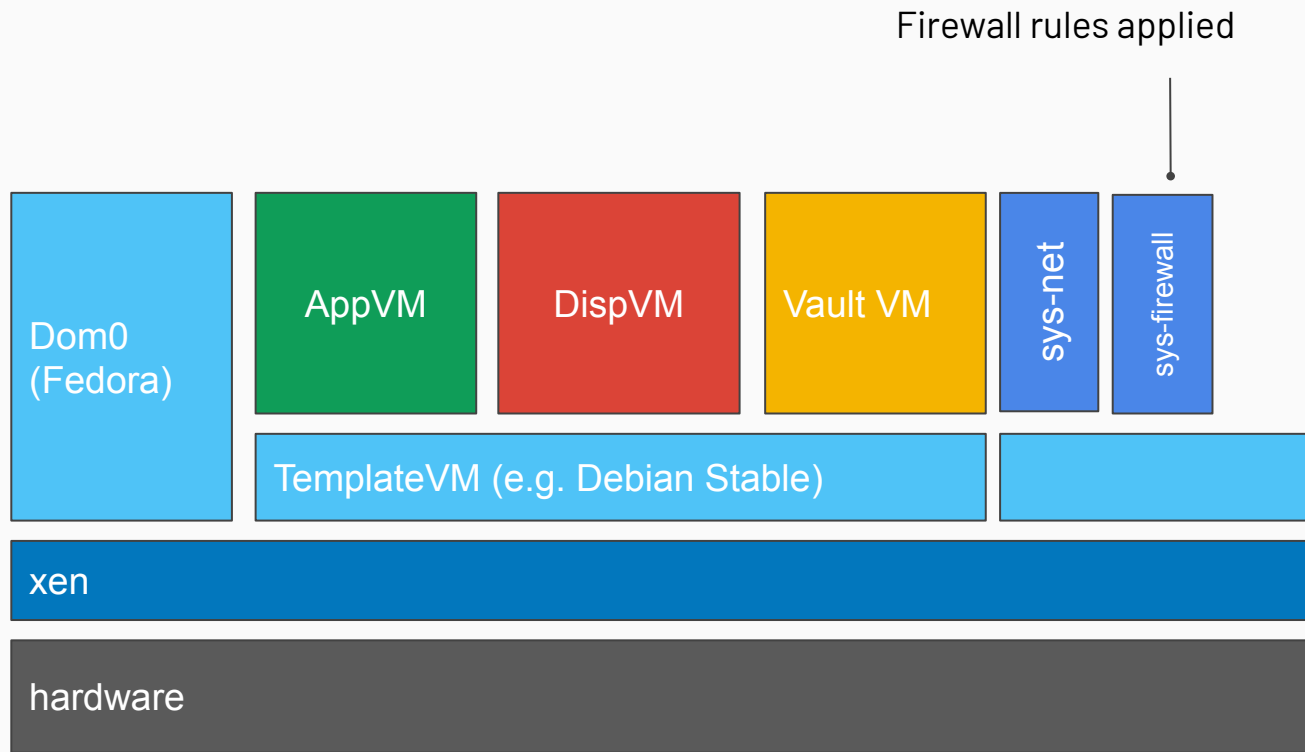 Firewall rules applied
Dom0
(Fedora)
AppVM
DispVM
Vault VM
sys-net
sys-firewall
TemplateVM (e.g. Debian Stable)
xen
hardware